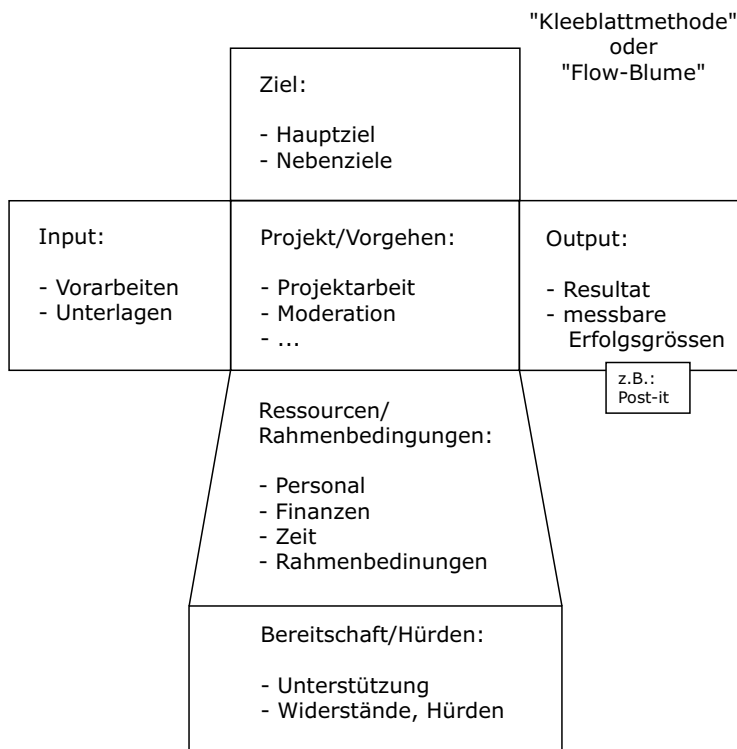 "Kleeblattmethode"
oder
"Flow-Blume"
Ziel:
- Hauptziel
- Nebenziele
Input:
- Vorarbeiten
- Unterlagen
Projekt/Vorgehen:
- Projektarbeit
- Moderation
- ...
Output:
- Resultat
- messbare
Erfolgsgrössen
z.B.:
Post-it
Ressourcen/
Rahmenbedingungen:
- Personal
- Finanzen
- Zeit
- Rahmenbedinungen
Bereitschaft/Hürden:
- Unterstützung
- Widerstände, Hürden